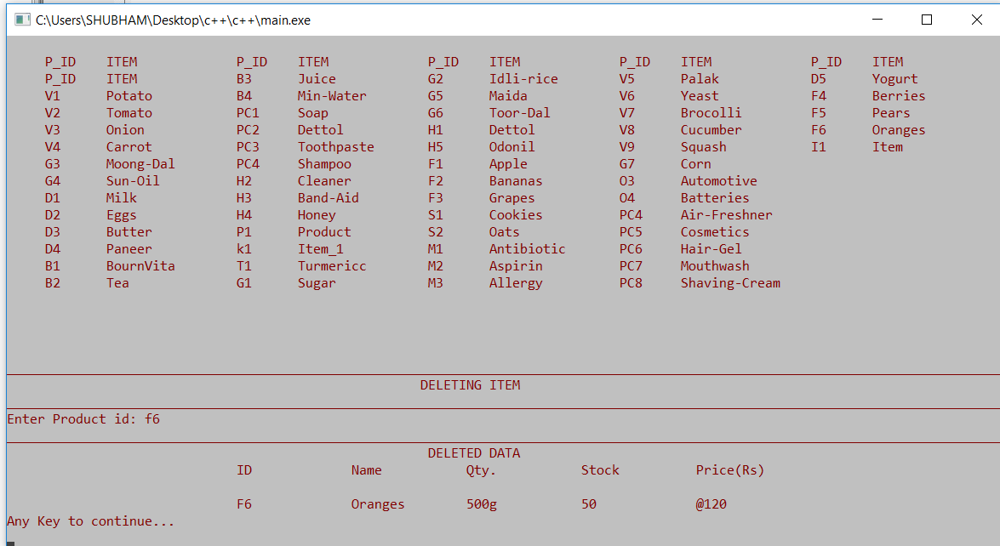 C:\Users\SHUBHAM\Desktop\c++\c++\main.exe
P_ID ITEM P_ID ITEM P_ID ITEM P_ID ITEM P_ID ITEM
P_ID ITEM B3 Juice G2 Idli-rice V5 Palak D5 Yogurt
V1 Potato B4 Min-Water G5 Maida V6 Yeast F4 Berries
V2 Tomato PC1 Soap G6 Toor-Dal V7 Brocolli F5 Pears
V3 Onion PC2 Dettol H1 Dettol V8 Cucumber F6 Oranges
V4 Carrot PC3 Toothpaste H5 Odonil V9 Squash I1 Item
G3 Moong-Dal PC4 Shampoo F1 Apple G7 Corn
G4 Sun-Oil H2 Cleaner F2 Bananas O3 Automotive
D1 Milk H3 Band-Aid F3 Grapes O4 Batteries
D2 Eggs H4 Honey S1 Cookies PC4 Air-Freshner
D3 Butter P1 Product S2 Oats PC5 Cosmetics
D4 Paneer k1 Item_1 M1 Antibiotic PC6 Hair-Gel
B1 BournVita T1 Turmericc M2 Aspirin PC7 Mouthwash
B2 Tea G1 Sugar M3 Allergy PC8 Shaving-Cream
DELETING ITEM
Enter Product id: f6
DELETED DATA
ID Name Qty. Stock Price(Rs)
F6 Oranges 500g 50 @120
Any Key to continue...